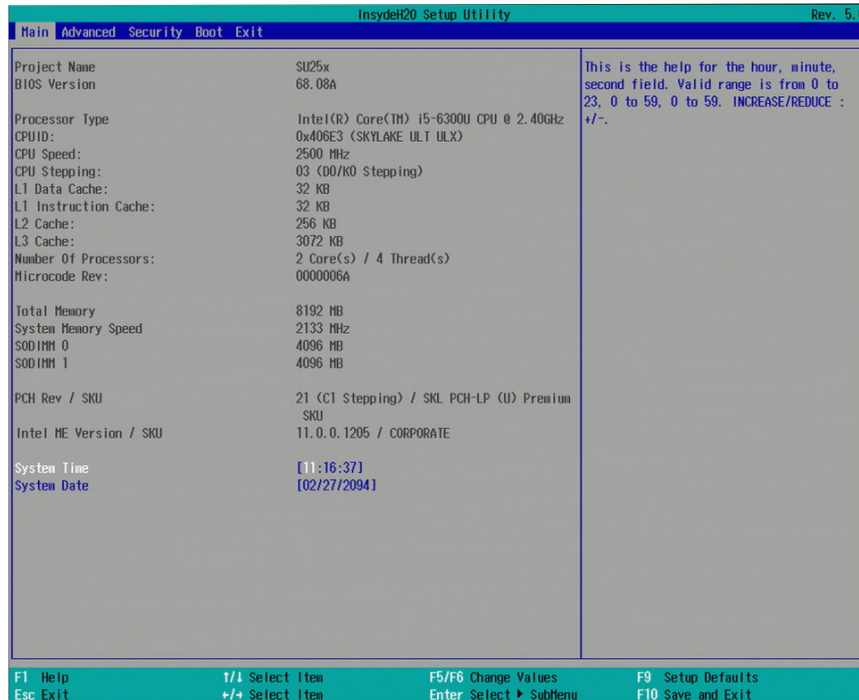 InsydeH20 Setup Utility Rev. 5.
Main Advanced Security Boot Exit
Project Name SU25x
BIOS Version 68.08A
Processor Type Intel(R) Core(TM) i5-6300U CPU @ 2.40GHz
CPUID: 0x406E3 (SKYLAKE ULT ULX)
CPU Speed: 2500 MHz
CPU Stepping: 03 (D0/K0 Stepping)
L1 Data Cache: 32 KB
L1 Instruction Cache: 32 KB
L2 Cache: 256 KB
L3 Cache: 3072 KB
Number Of Processors: 2 Core(s) / 4 Thread(s)
Microcode Rev: 0000006A
Total Memory 8192 MB
System Memory Speed 2133 MHz
SODIMM 0 4096 MB
SODIMM 1 4096 MB
PCH Rev / SKU 21 (C1 Stepping) / SKL PCH-LP (U) Premium
SKU
Intel ME Version / SKU 11.0.0.1205 / CORPORATE
System Time [11:16:37]
System Date [02/27/2094]
This is the help for the hour, minute,
second field. Valid range is from 0 to
23, 0 to 59, 0 to 59. INCREASE/REDUCE :
+/-.
F1 Help ↑/↓ Select Item F5/F6 Change Values F9 Setup Defaults
Esc Exit ←/→ Select Item Enter Select ▶ SubMenu F10 Save and Exit